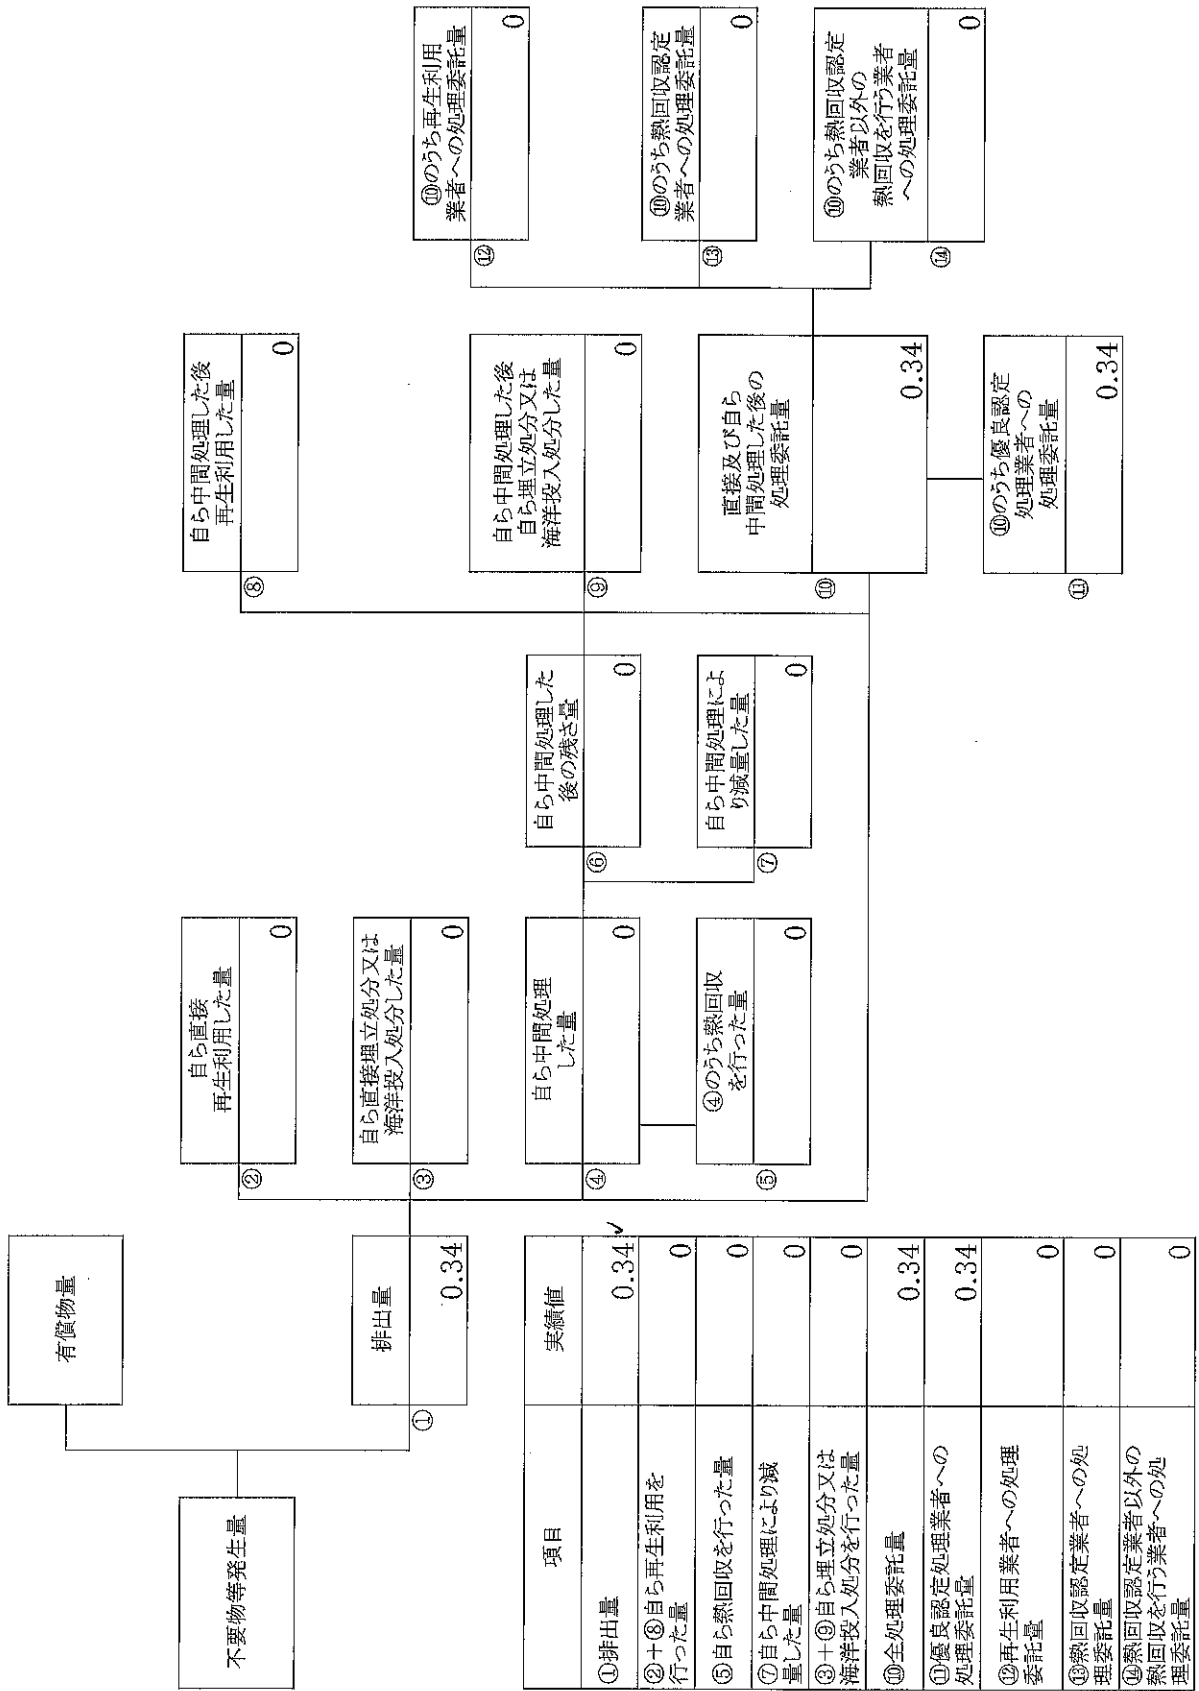 不要物等発生量
有償物量
①
排出量
0.34
②
自ら直接
再生利用した量
0
③
自ら直接埋立処分又は
海洋投入処分した量
0
④
自ら中間処理
した量
0
⑤
④のうち熱回収
を行った量
0
⑥
自ら中間処理した
後の残さ量
0
⑦
自ら中間処理によ
り減量した量
0
⑧
自ら中間処理した後
再生利用した量
0
⑨
自ら中間処理した後
自ら埋立処分又は
海洋投入処分した量
0
⑩
直接及び自ら
中間処理した後の
処理委託量
0.34
⑪
⑩のうち優良認定
処理業者への
処理委託量
0.34
⑫
⑩のうち再生利用
業者への処理委託量
0
⑬
⑩のうち熱回収認定
業者への処理委託量
0
⑭
⑩のうち熱回収認定
業者以外の
熱回収を行う業者
への処理委託量
0
項目 実績値
①排出量 0.34 ✓
②+⑧自ら再生利用を
行った量 0
⑤自ら熱回収を行った量 0
⑦自ら中間処理により減
量した量 0
③+⑨自ら埋立処分又は
海洋投入処分を行った量 0
⑩全処理委託量 0.34
⑪優良認定処理業者への
処理委託量 0.34
⑫再生利用業者への処理
委託量 0
⑬熱回収認定業者への処
理委託量 0
⑭熱回収認定業者以外の
熱回収を行う業者への処
理委託量 0